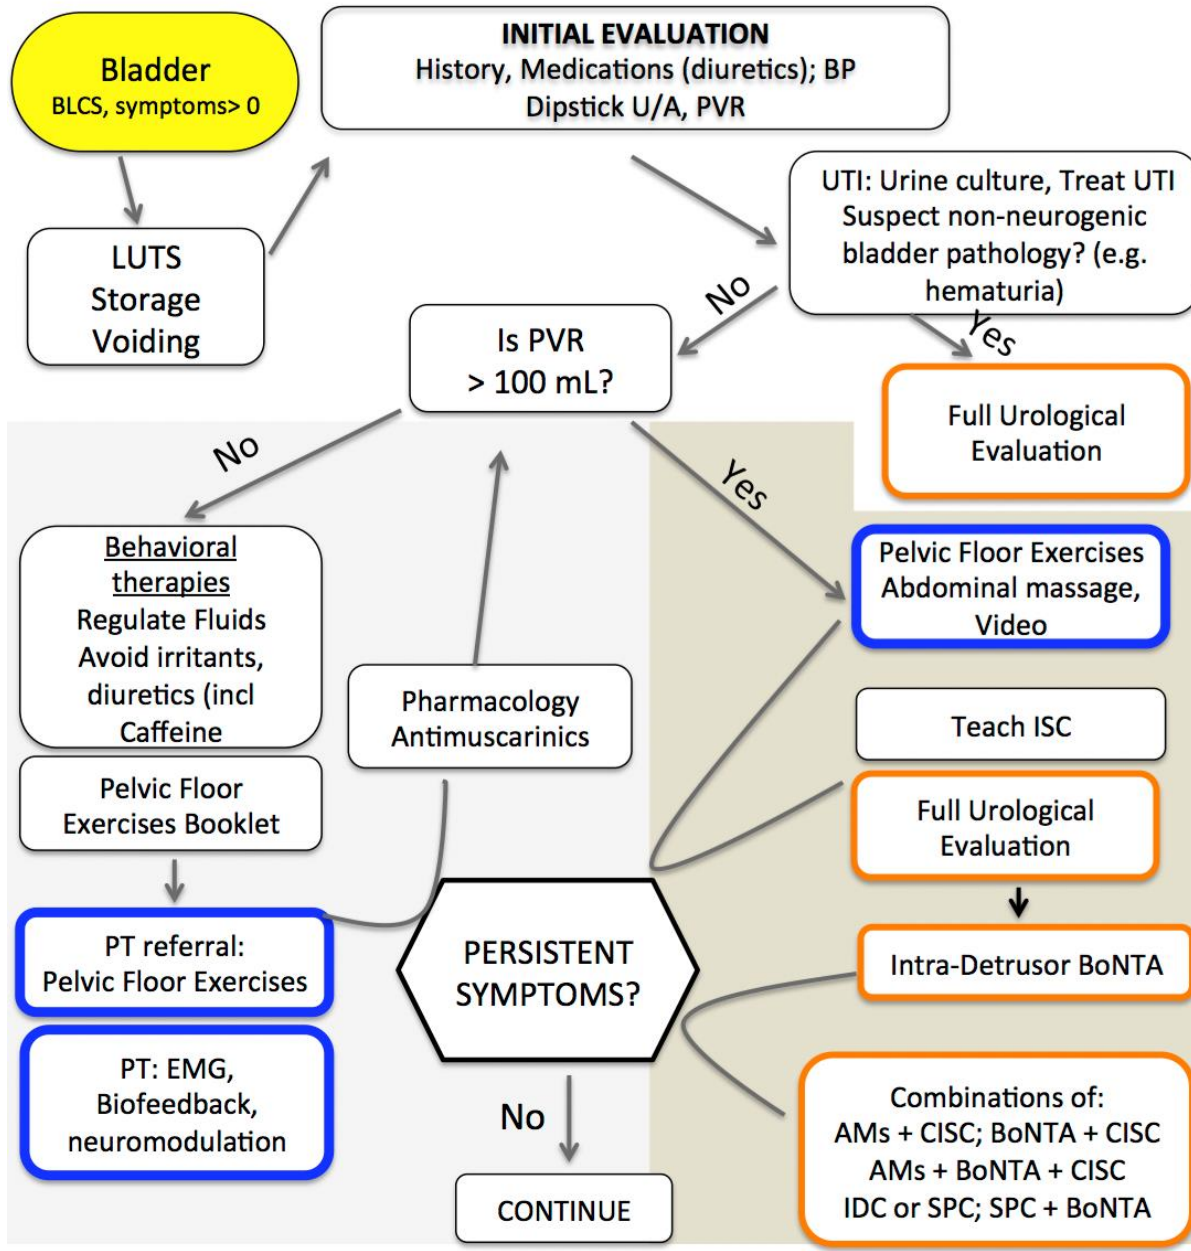 Bladder
BLCS, symptoms> 0
INITIAL EVALUATION
History, Medications (diuretics); BP
Dipstick U/A, PVR
LUTS
Storage
Voiding
UTI: Urine culture, Treat UTI
Suspect non-neurogenic
bladder pathology? (e.g.
hematuria)
No
Yes
Is PVR
> 100 mL?
Full Urological
Evaluation
No
Yes
Behavioral
therapies
Regulate Fluids
Avoid irritants,
diuretics (incl
Caffeine
Pelvic Floor
Exercises Booklet
PT referral:
Pelvic Floor Exercises
PT: EMG,
Biofeedback,
neuromodulation
Pharmacology
Antimuscarinics
PERSISTENT
SYMPTOMS?
No
CONTINUE
Pelvic Floor Exercises
Abdominal massage,
Video
Teach ISC
Full Urological
Evaluation
Intra-Detrusor BoNTA
Combinations of:
AMs + CISC; BoNTA + CISC
AMs + BoNTA + CISC
IDC or SPC; SPC + BoNTA